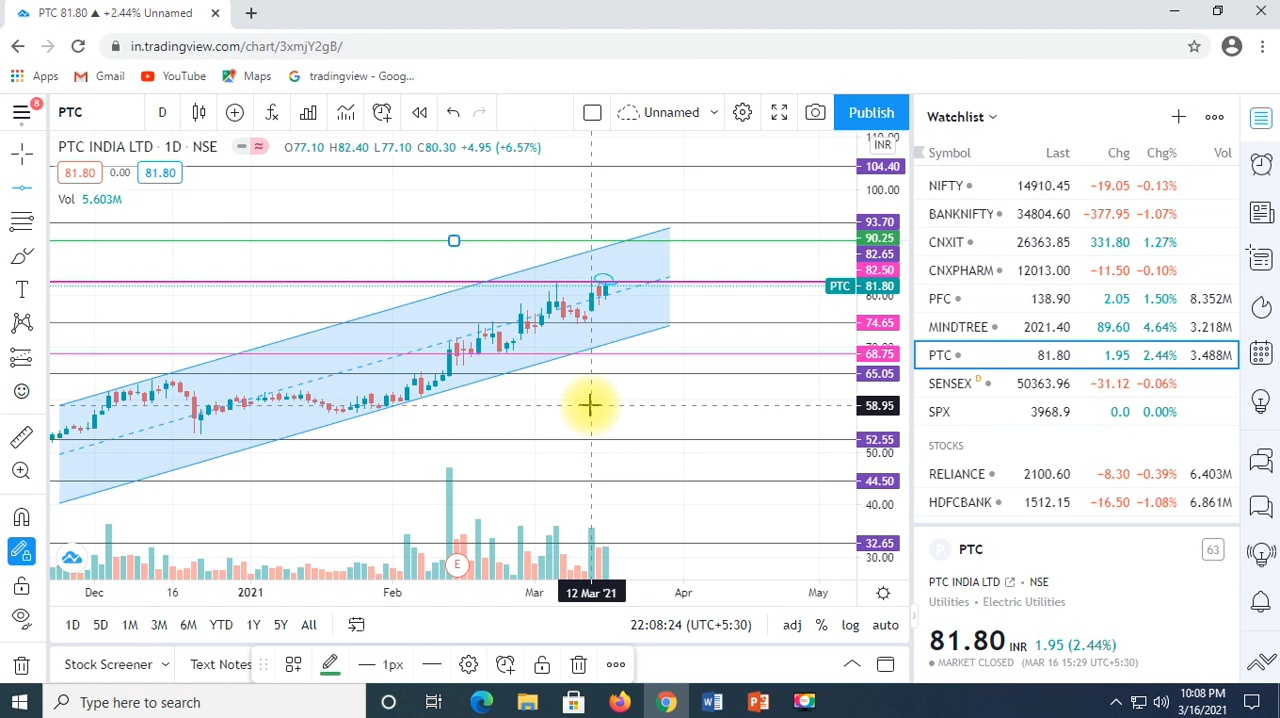 PTC 81.80 ▲ +2.44% Unnamed
in.tradingview.com/chart/3xmjY2gB/
Apps Gmail YouTube Maps tradingview - Goog...
8
PTC D Unnamed Publish
Watchlist
PTC INDIA LTD · 1D · NSE O77.10 H82.40 L77.10 C80.30 +4.95 (+6.57%)
81.80 0.00 81.80
Vol 5.603M
INR
104.40
100.00
93.70
90.25
82.65
82.50
PTC 81.80
80.00
74.65
68.75
65.05
58.95
52.55
50.00
44.50
40.00
32.65
30.00
E
Dec 16 2021 Feb Mar 12 Mar '21 Apr May
1D 5D 1M 3M 6M YTD 1Y 5Y All 22:08:24 (UTC+5:30) adj % log auto
Stock Screener Text Notes 1px
Symbol Last Chg Chg% Vol
NIFTY 14910.45 −19.05 −0.13%
BANKNIFTY 34804.60 −377.95 −1.07%
CNXIT 26363.85 331.80 1.27%
CNXPHARM 12013.00 −11.50 −0.10%
PFC 138.90 2.05 1.50% 8.352M
MINDTREE 2021.40 89.60 4.64% 3.218M
PTC 81.80 1.95 2.44% 3.488M
SENSEX D 50363.96 −31.12 −0.06%
SPX 3968.9 0.0 0.00%
STOCKS
RELIANCE 2100.60 −8.30 −0.39% 6.403M
HDFCBANK 1512.15 −16.50 −1.08% 6.861M
P PTC 63
PTC INDIA LTD · NSE
Utilities · Electric Utilities
81.80 INR 1.95 (2.44%)
MARKET CLOSED (MAR 16 15:29 UTC+5:30)
Type here to search
10:08 PM
3/16/2021